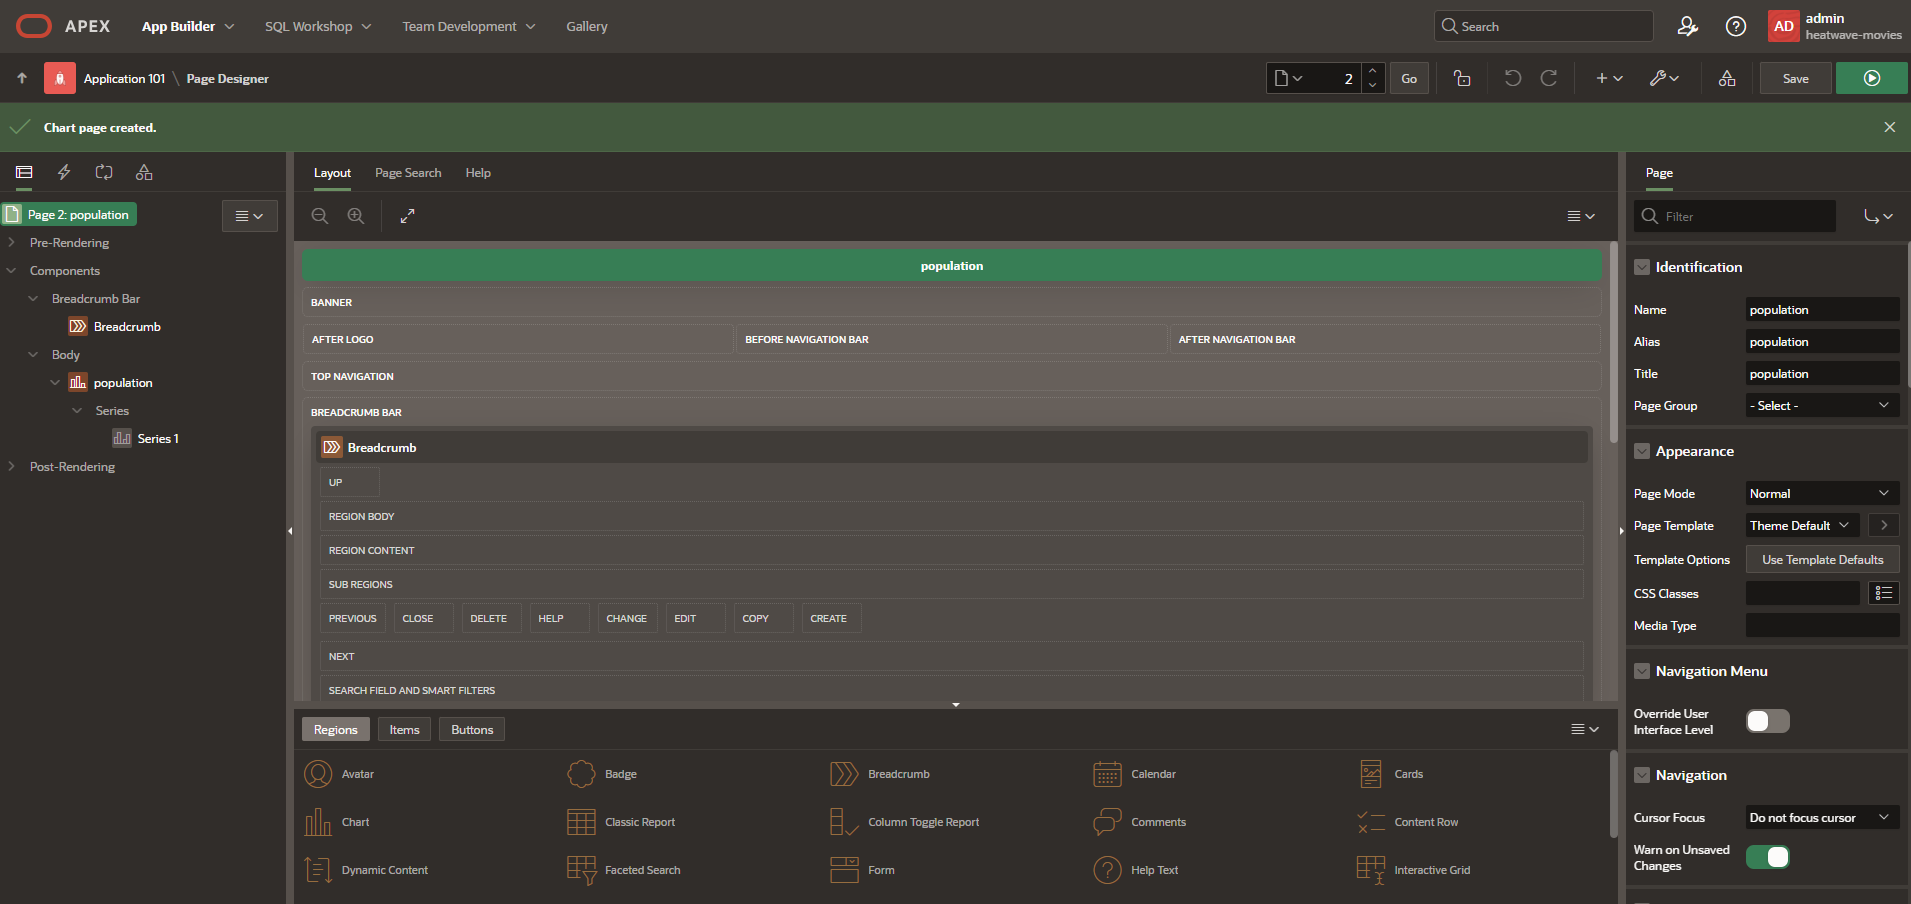 APEX App Builder SQL Workshop Team Development Gallery Search AD admin
heatwave-movies
Application 101 \ Page Designer 2 Go Save
Chart page created.
Page 2: population
Pre-Rendering
Components
Breadcrumb Bar
Breadcrumb
Body
population
Series
Series 1
Post-Rendering
Layout Page Search Help
population
BANNER
AFTER LOGO BEFORE NAVIGATION BAR AFTER NAVIGATION BAR
TOP NAVIGATION
BREADCRUMB BAR
Breadcrumb
UP
REGION BODY
REGION CONTENT
SUB REGIONS
PREVIOUS CLOSE DELETE HELP CHANGE EDIT COPY CREATE
NEXT
SEARCH FIELD AND SMART FILTERS
Regions Items Buttons
Avatar Badge Breadcrumb Calendar Cards
Chart Classic Report Column Toggle Report Comments Content Row
Dynamic Content Faceted Search Form Help Text Interactive Grid
Page
Filter
Identification
Name population
Alias population
Title population
Page Group - Select -
Appearance
Page Mode Normal
Page Template Theme Default
Template Options Use Template Defaults
CSS Classes
Media Type
Navigation Menu
Override User
Interface Level
Navigation
Cursor Focus Do not focus cursor
Warn on Unsaved
Changes